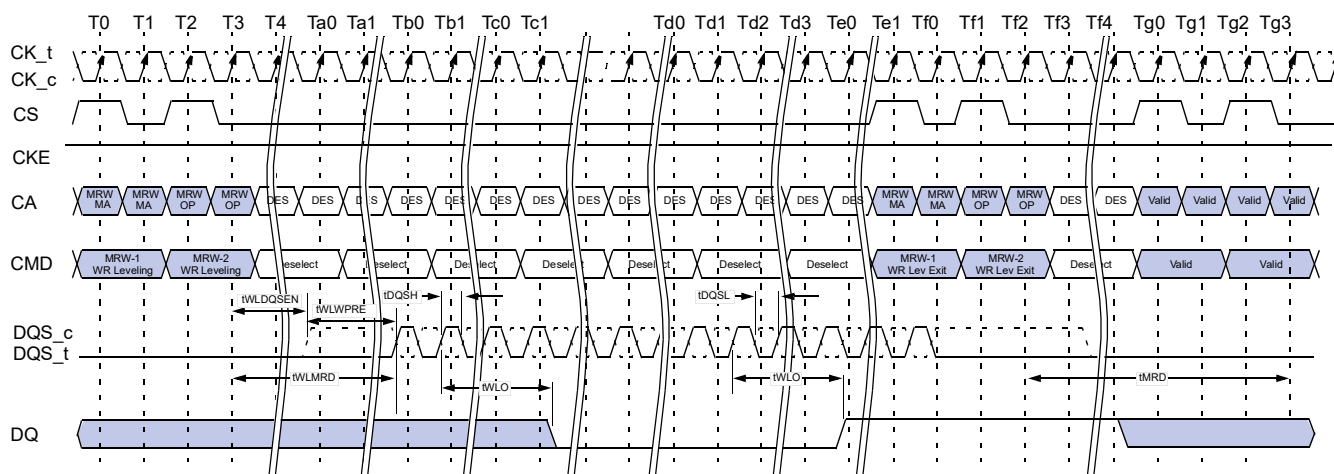 T0 T1 T2 T3 T4 Ta0 Ta1 Tb0 Tb1 Tc0 Tc1 Td0 Td1 Td2 Td3 Te0 Te1 Tf0 Tf1 Tf2 Tf3 Tf4 Tg0 Tg1 Tg2 Tg3
CK_t
CK_c
CS
CKE
CA
MRW MRW MRW MRW DES DES DES DES DES DES DES DES DES DES DES DES DES DES MRW MRW MRW MRW DES DES Valid Valid Valid Valid
MA MA OP OP MA MA OP OP
CMD
MRW-1 MRW-2 Deselect Deselect Deselect Deselect Deselect Deselect Deselect MRW-1 MRW-2 Deselect Valid Valid
WR Leveling WR Leveling WR Lev Exit WR Lev Exit
tDQSH tDQSL
tWLDQSEN tWLWPRE
DQS_c
DQS_t
tWLMRD tWLO tWLO tMRD
DQ